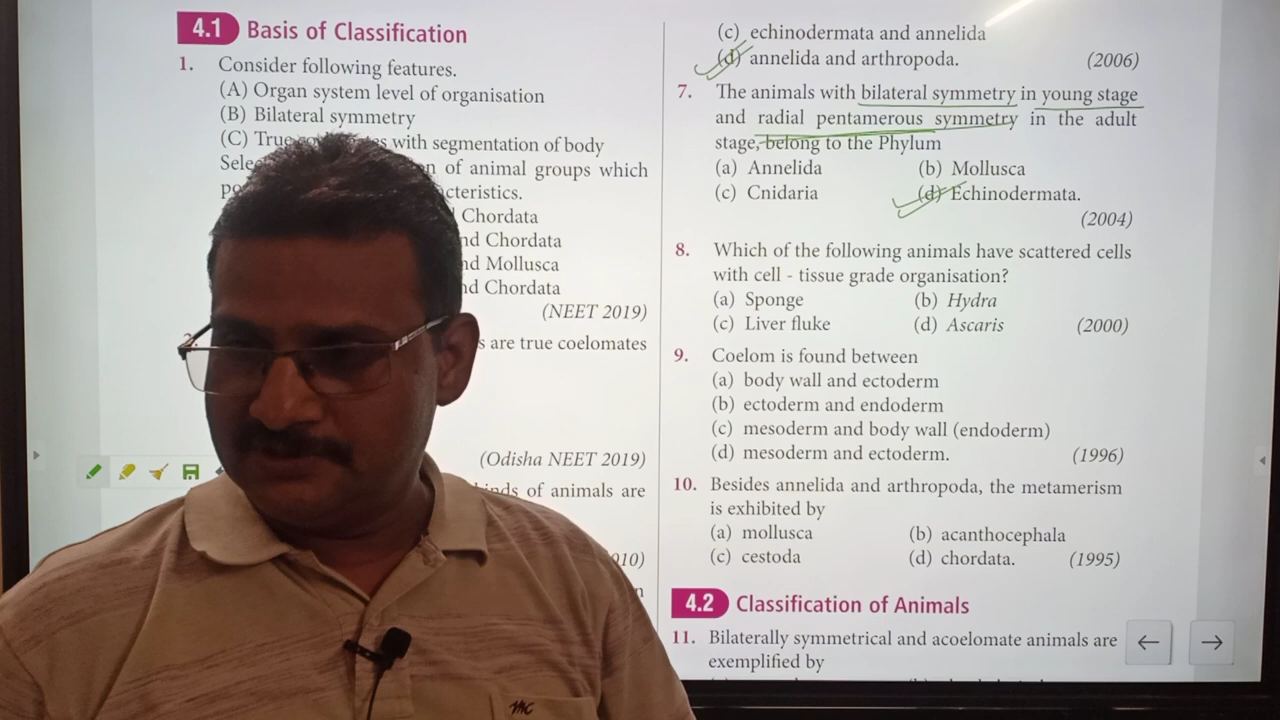 4.1 Basis of Classification
1. Consider following features.
(A) Organ system level of organisation
(B) Bilateral symmetry
(C) True with segmentation of body
of animal groups which
Chordata
Chordata
Mollusca
Chordata
(NEET 2019)
s are true coelomates
(Odisha NEET 2019)
kinds of animals are
(c) echinodermata and annelida
(d) annelida and arthropoda. (2006)
7. The animals with bilateral symmetry in young stage
and radial pentamerous symmetry in the adult
stage, belong to the Phylum
(a) Annelida (b) Mollusca
(c) Cnidaria (d) Echinodermata.
(2004)
8. Which of the following animals have scattered cells
with cell - tissue grade organisation?
(a) Sponge (b) Hydra
(c) Liver fluke (d) Ascaris (2000)
9. Coelom is found between
(a) body wall and ectoderm
(b) ectoderm and endoderm
(c) mesoderm and body wall (endoderm)
(d) mesoderm and ectoderm. (1996)
10. Besides annelida and arthropoda, the metamerism
is exhibited by
(a) mollusca (b) acanthocephala
(c) cestoda (d) chordata. (1995)
4.2 Classification of Animals
11. Bilaterally symmetrical and acoelomate animals are
exemplified by